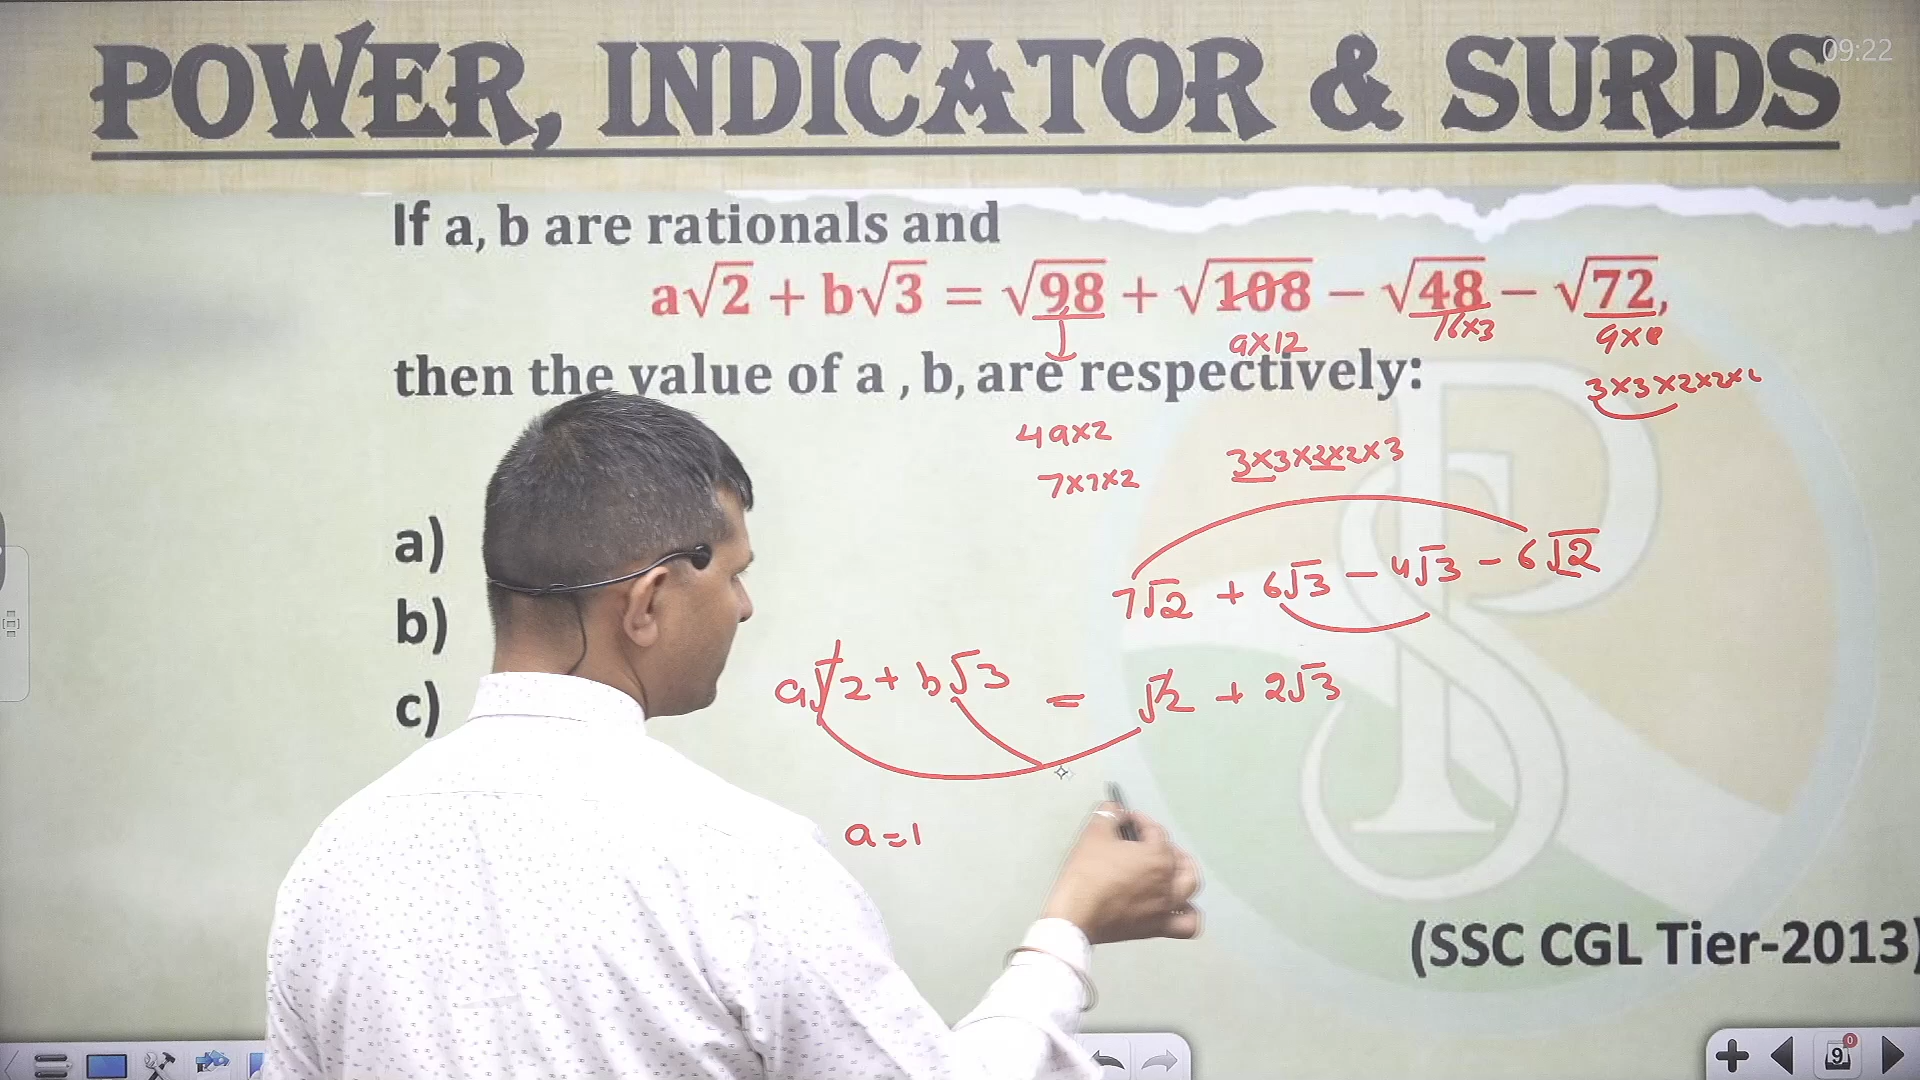 POWER, INDICATOR & SURDS
09:22
If a, b are rationals and
a√2 + b√3 = √98 + √108 − √48 − √72,
9×12
16×3
9×8
then the value of a , b, are respectively:
3×3×2×2×2
49×2
7×7×2
3×3×2×2×3
a)
7√2 + 6√3 − 4√3 − 6√2
b)
a√2 + b√3 = √2 + 2√3
c)
a=1
(SSC CGL Tier-2013)
9
0